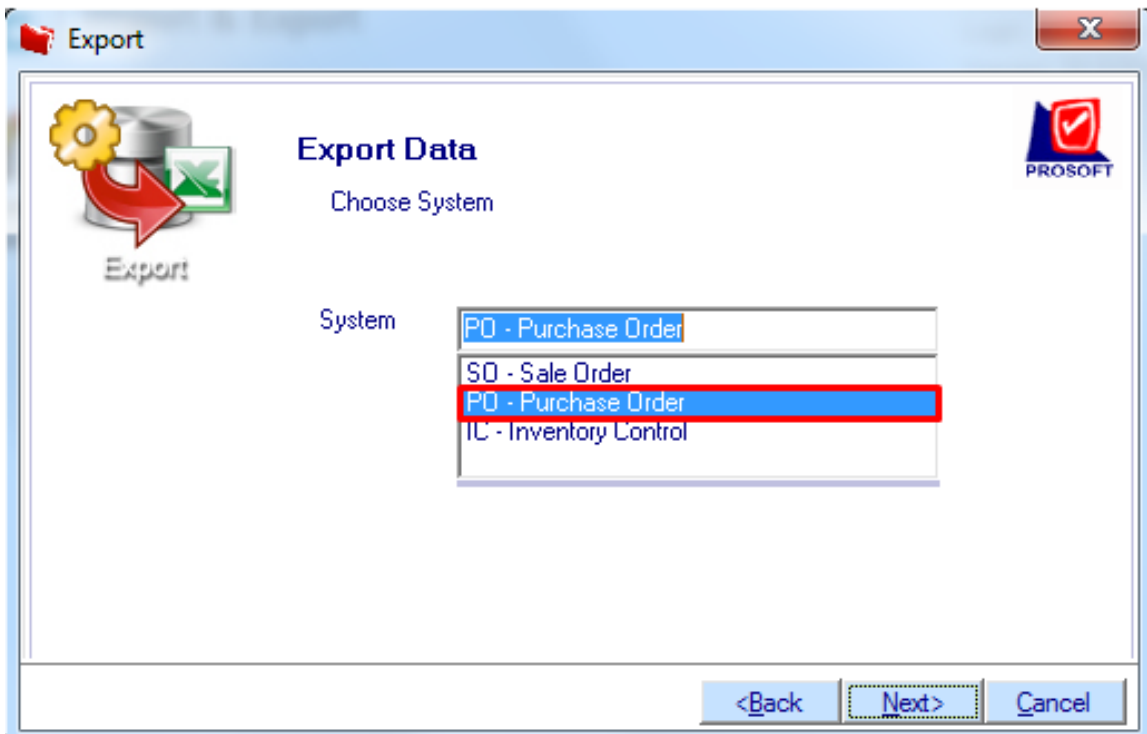 Export
Export Data
PROSOFT
Choose System
Export
System
PO - Purchase Order
SO - Sale Order
PO - Purchase Order
IC - Inventory Control
<Back
Next>
Cancel